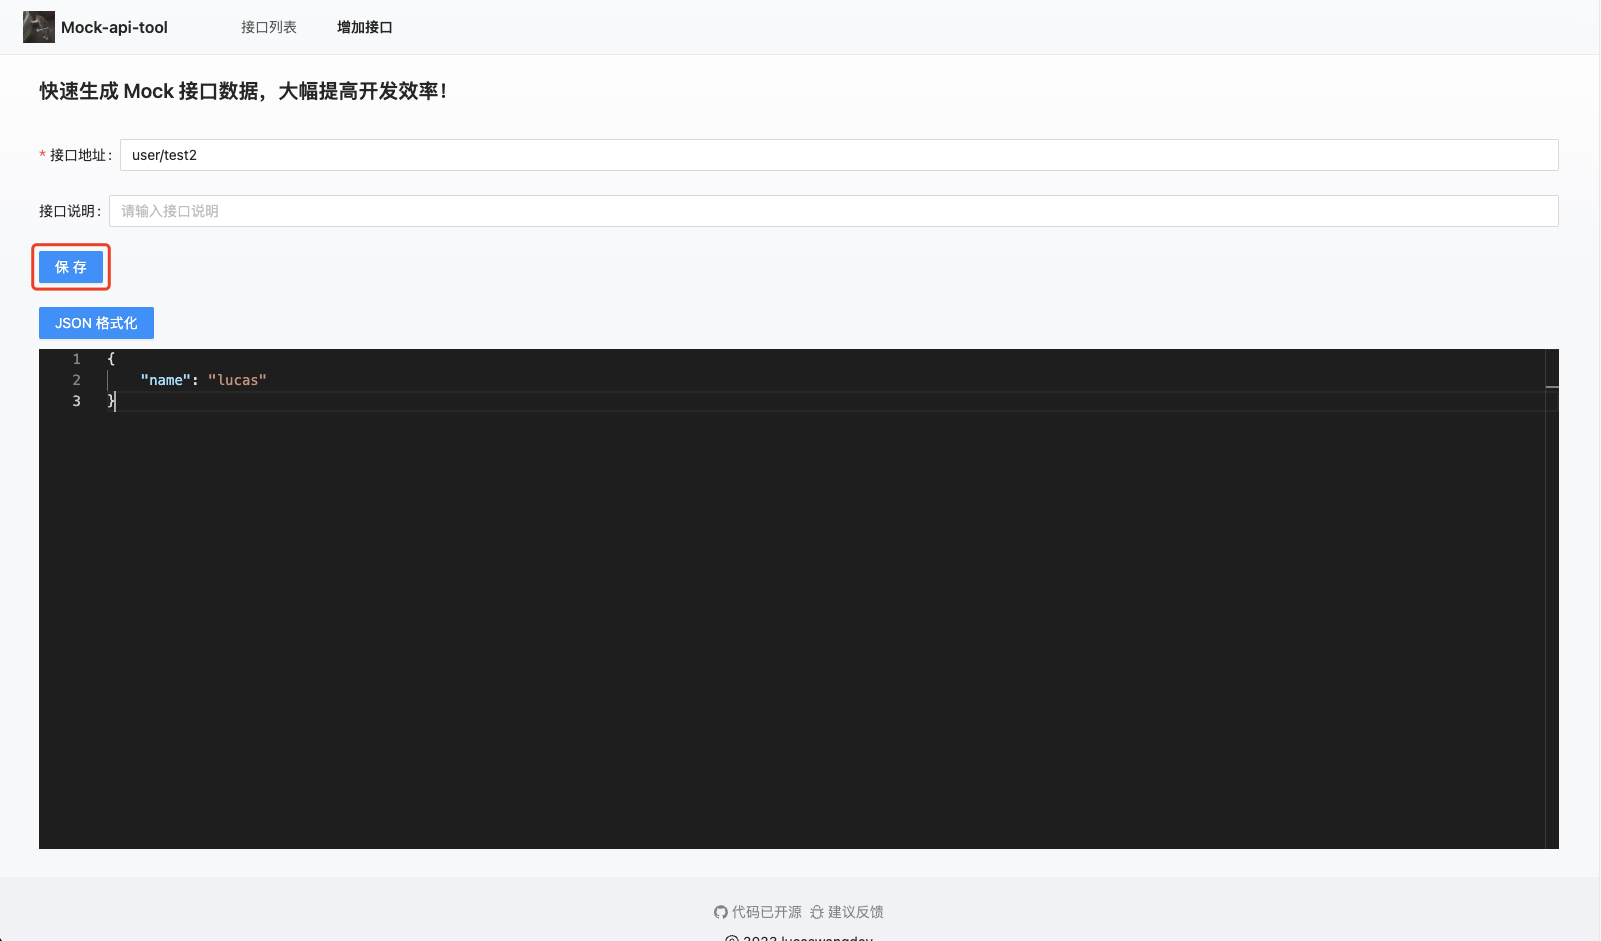 Mock-api-tool 接口列表 增加接口
快速生成 Mock 接口数据，大幅提高开发效率！
* 接口地址： user/test2
接口说明： 请输入接口说明
保 存
JSON 格式化
1 {
2 "name": "lucas"
3 }
代码已开源 建议反馈
© 2023 lucaswangdev